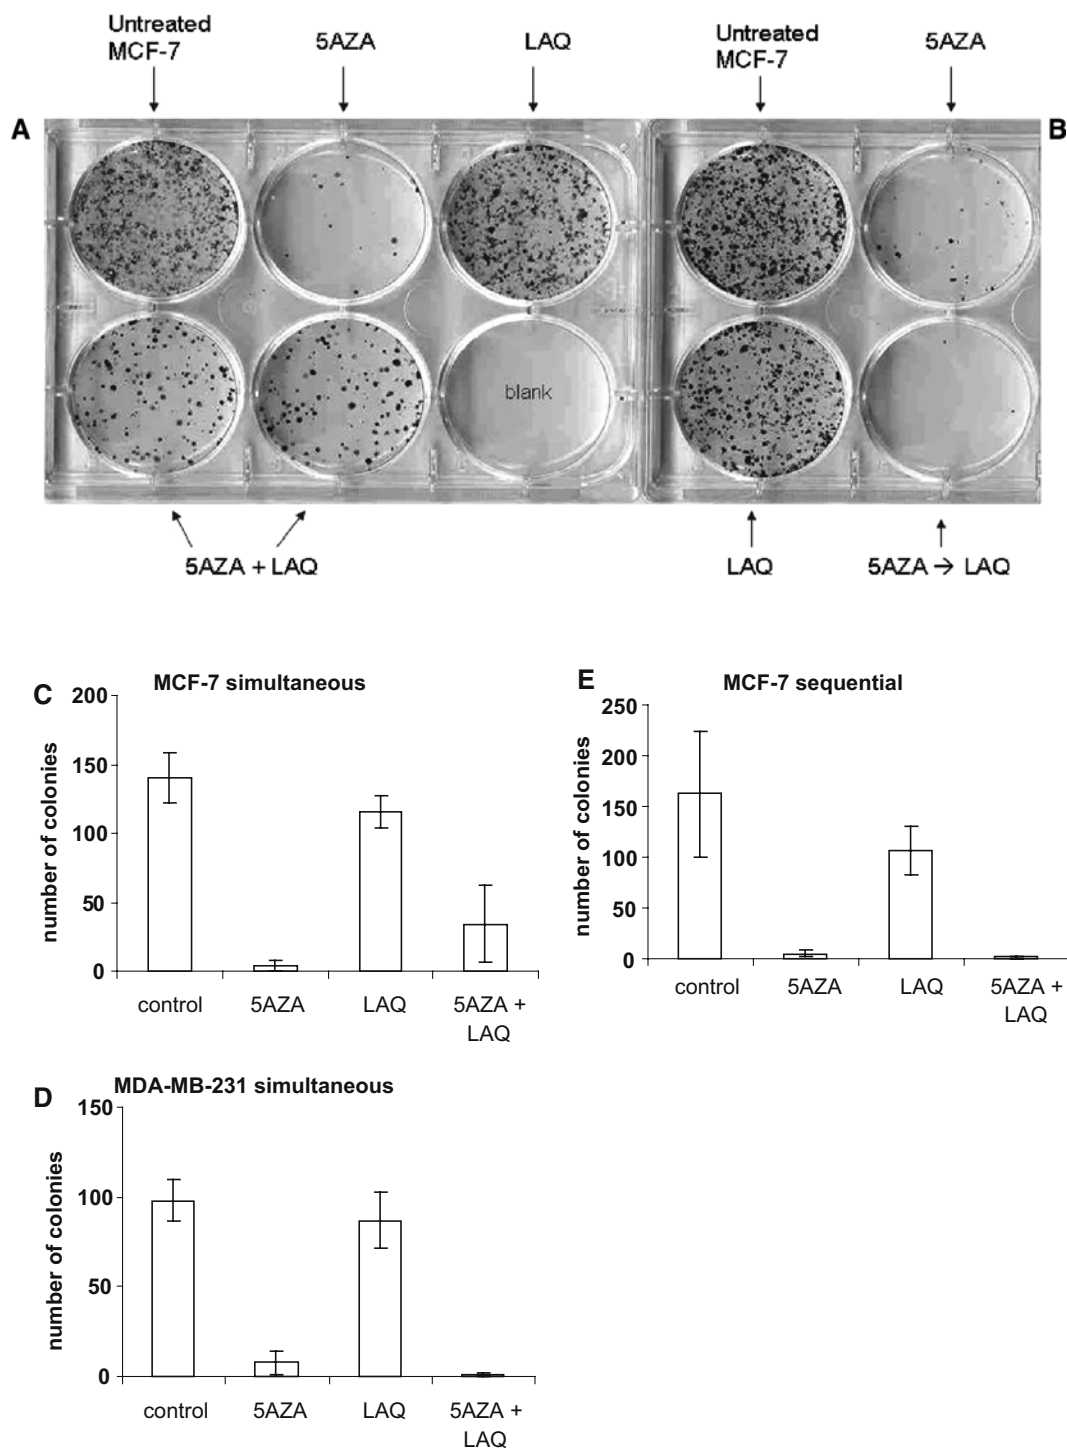 Untreated
MCF-7
5AZA
LAQ
Untreated
MCF-7
5AZA
A
B
blank
5AZA + LAQ
LAQ
5AZA → LAQ
C
MCF-7 simultaneous
200
150
100
50
0
number of colonies
control
5AZA
LAQ
5AZA +
LAQ
E
MCF-7 sequential
250
200
150
100
50
0
number of colonies
control
5AZA
LAQ
5AZA +
LAQ
D
MDA-MB-231 simultaneous
150
100
50
0
number of colonies
control
5AZA
LAQ
5AZA +
LAQ